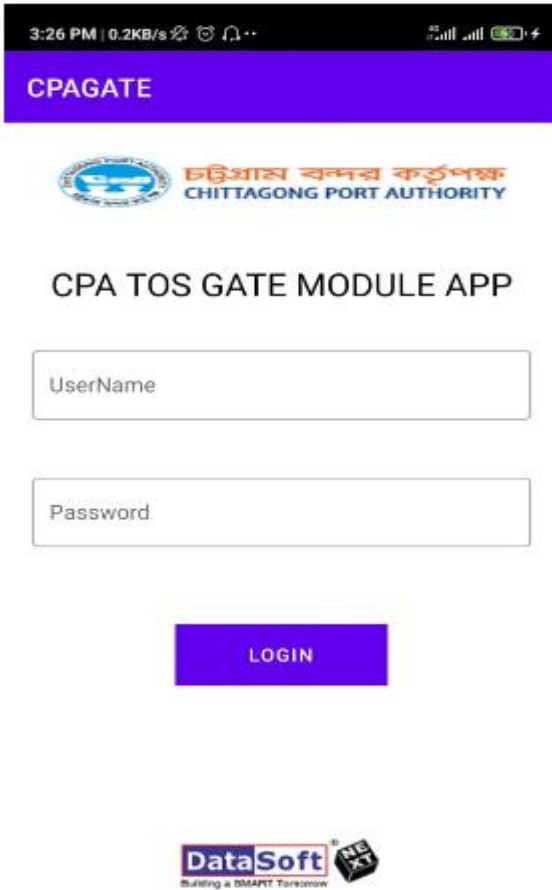 3:26 PM | 0.2KB/s
CPAGATE
চট্টগ্রাম বন্দর কর্তৃপক্ষ
CHITTAGONG PORT AUTHORITY
CPA TOS GATE MODULE APP
UserName
Password
LOGIN
DataSoft
NEXT
Building a SMART Tomorrow